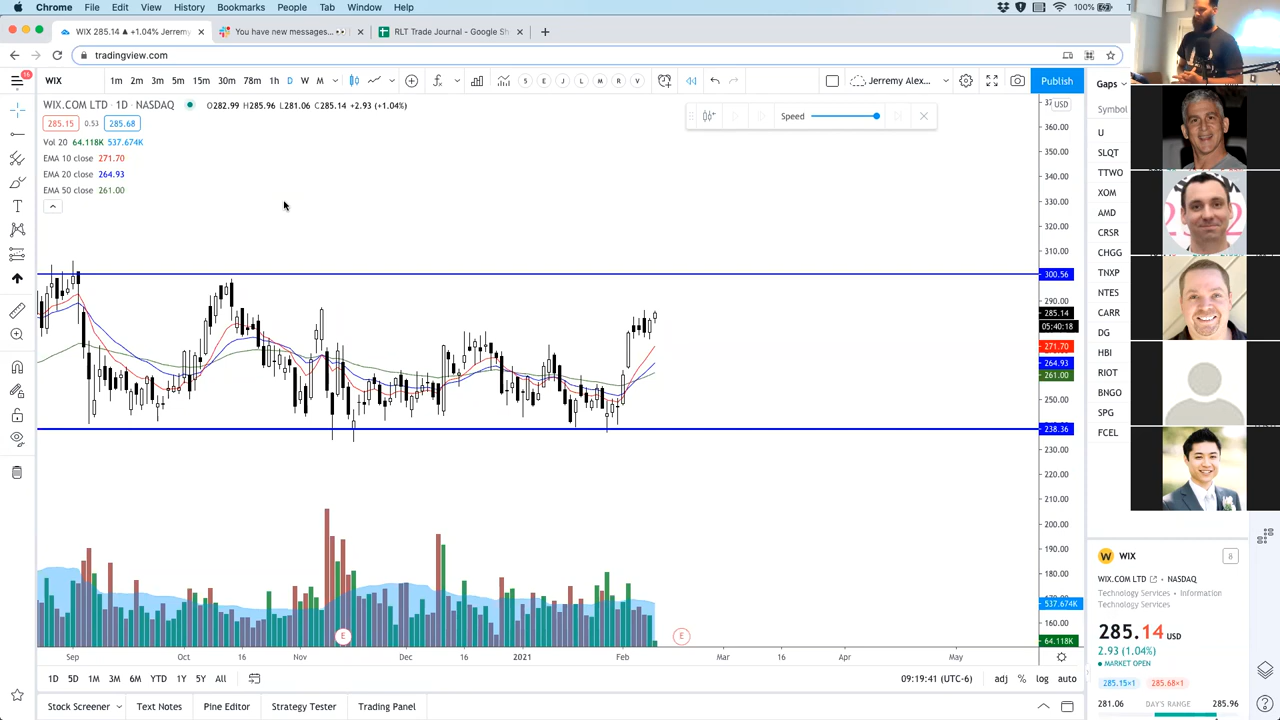 Chrome File Edit View History Bookmarks People Tab Window Help 100%
WIX 285.14 ▲ +1.04% Jerremy You have new messages... RLT Trade Journal - Google Sh
tradingview.com
WIX 1m 2m 3m 5m 15m 30m 78m 1h D W M S E J L M R V Jerremy Alex... Publish Gaps
16
WIX.COM LTD · 1D · NASDAQ O282.99 H285.96 L281.06 C285.14 +2.93 (+1.04%)
285.15 0.53 285.68
Vol 20 64.118K 537.674K
EMA 10 close 271.70
EMA 20 close 264.93
EMA 50 close 261.00
Speed
USD
360.00
350.00
340.00
330.00
320.00
310.00
300.56
290.00
285.14
05:40:18
271.70
264.93
261.00
250.00
238.36
230.00
220.00
210.00
200.00
190.00
180.00
537.674K
160.00
64.118K
E E
Sep Oct 16 Nov Dec 16 2021 Feb Mar 16 Apr May
1D 5D 1M 3M 6M YTD 1Y 5Y All 09:19:41 (UTC-6) adj % log auto
Stock Screener Text Notes Pine Editor Strategy Tester Trading Panel
Symbol
U
SLQT
TTWO
XOM
AMD
CRSR
CHGG
TNXP
NTES
CARR
DG
HBI
RIOT
BNGO
SPG
FCEL
W WIX 8
WIX.COM LTD · NASDAQ
Technology Services · Information
Technology Services
285.14 USD
2.93 (1.04%)
MARKET OPEN
285.15×1 285.68×1
281.06 DAY'S RANGE 285.96